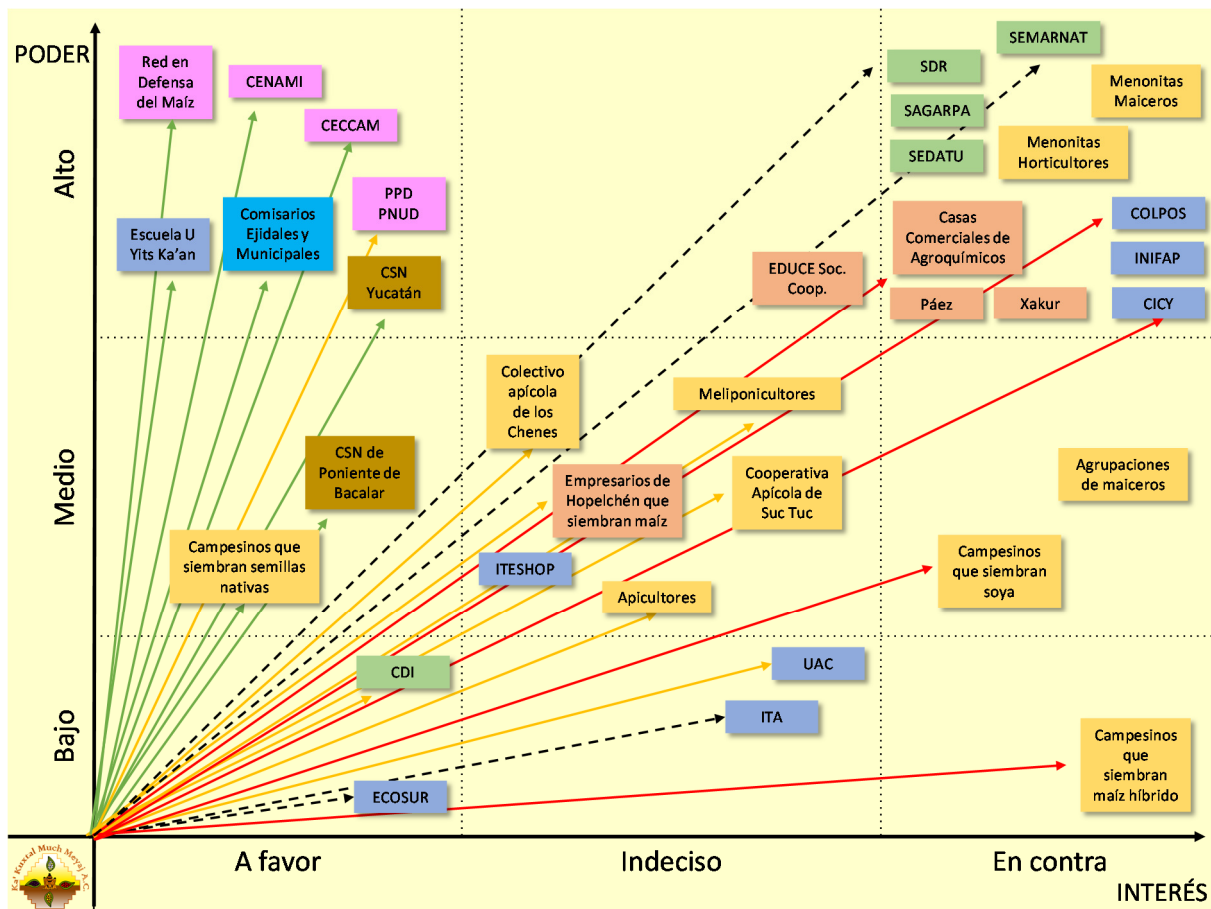 PODER
Red en
Defensa
del Maíz
CENAMI
CECCAM
PPD
PNUD
Escuela U
Yits Ka’an
Comisarios
Ejidales y
Municipales
CSN
Yucatán
SEMARNAT
SDR
SAGARPA
SEDATU
Menonitas
Maiceros
Menonitas
Horticultores
COLPOS
INIFAP
CICY
Casas
Comerciales de
Agroquímicos
EDUCE Soc.
Coop.
Páez
Xakur
Alto
Colectivo
apícola
de los
Chenes
Meliponicultores
CSN de
Poniente de
Bacalar
Empresarios de
Hopelchén que
siembran maíz
Cooperativa
Apícola de
Suc Tuc
Agrupaciones
de maiceros
Campesinos que
siembran semillas
nativas
ITESHOP
Apicultores
Campesinos
que siembran
soya
Medio
CDI
UAC
ITA
ECOSUR
Campesinos
que
siembran
maíz híbrido
Bajo
A favor
Indeciso
En contra
INTERÉS
Ka' Kuxtal Much Meyaj A.C.